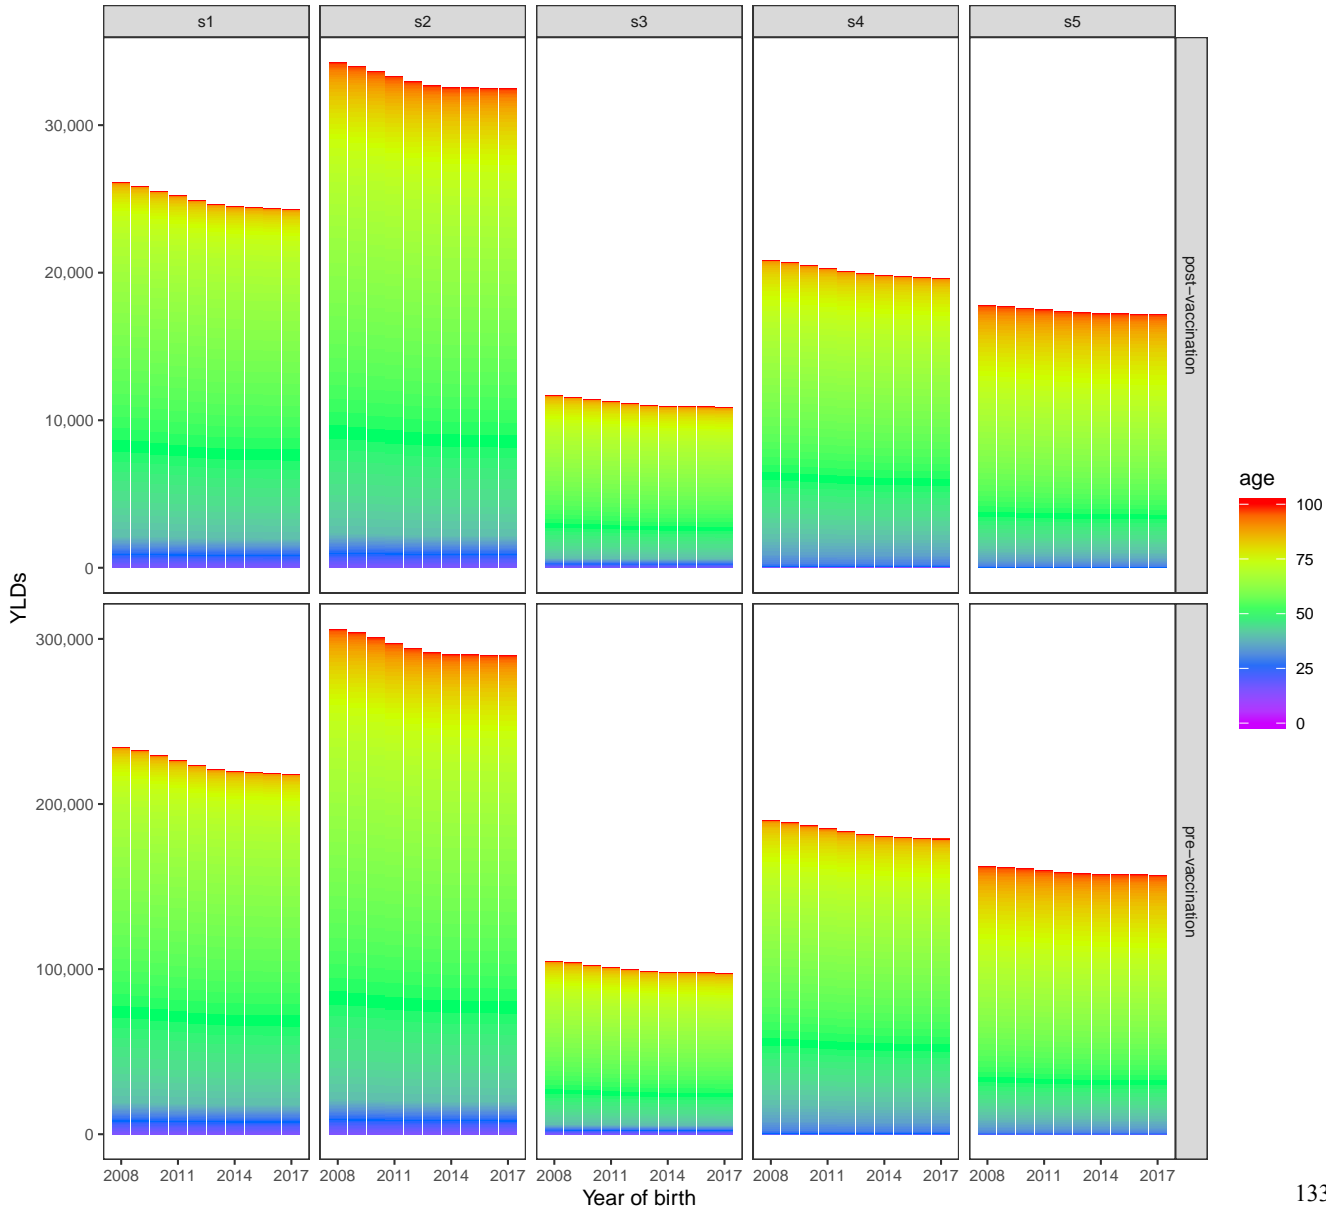 s1 s2 s3 s4 s5
30,000
20,000
10,000
0
post−vaccination
YLDs
300,000
200,000
100,000
0
pre−vaccination
2008 2011 2014 2017 2008 2011 2014 2017 2008 2011 2014 2017 2008 2011 2014 2017 2008 2011 2014 2017
Year of birth
age
100
75
50
25
0
133